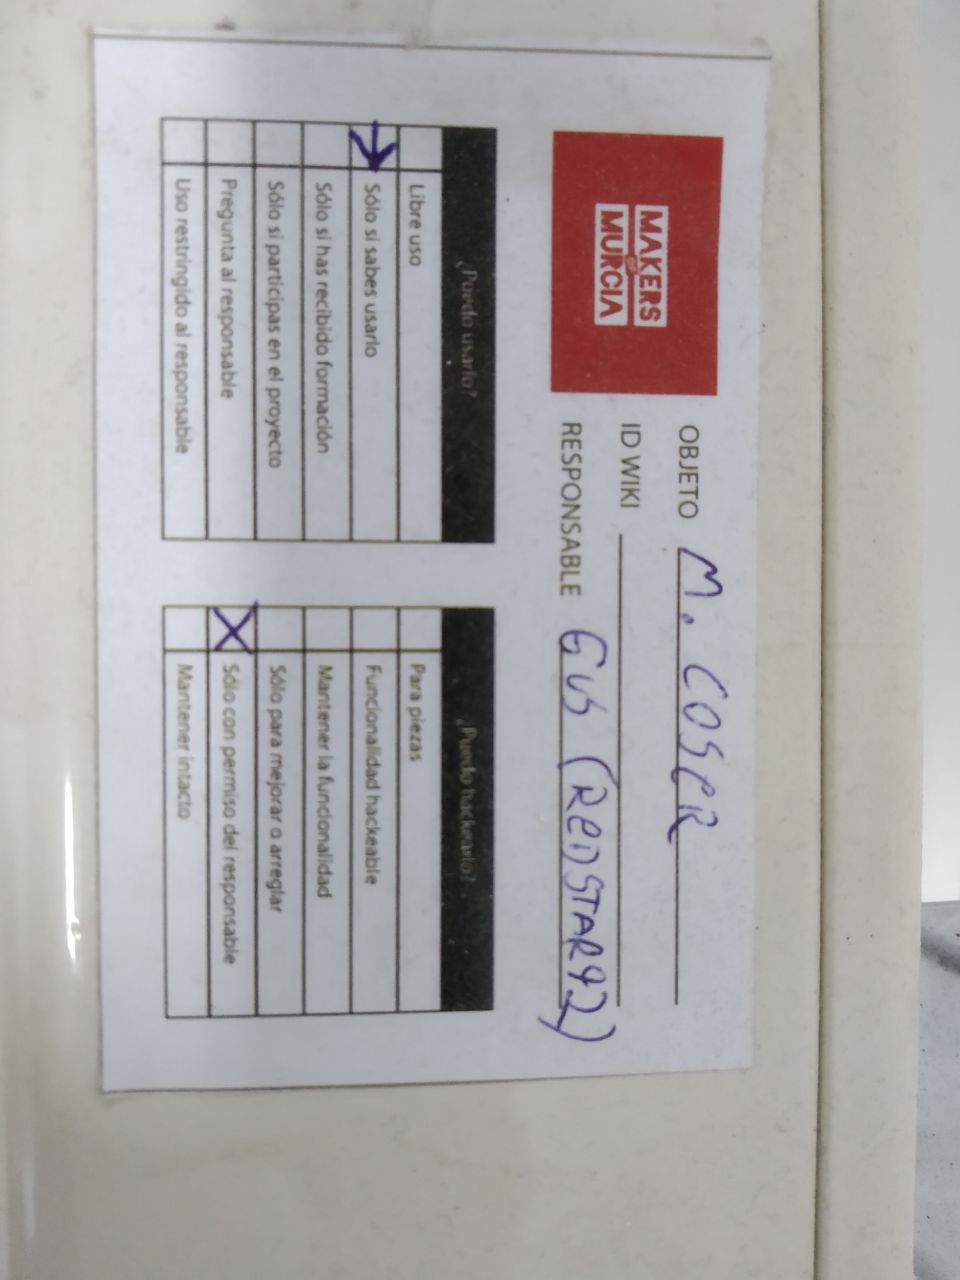 MAKERS
OF
MURCIA
OBJETO M. COSER
ID WIKI
RESPONSABLE GUS (REDSTAR92)
¿Puedo usarlo?
Libre uso
Sólo si sabes usarlo
Sólo si has recibido formación
Sólo si participas en el proyecto
Pregunta al responsable
Uso restringido al responsable
¿Puedo hackearlo?
Para piezas
Funcionalidad hackeable
Mantener la funcionalidad
Sólo para mejorar o arreglar
X Sólo con permiso del responsable
Mantener intacto